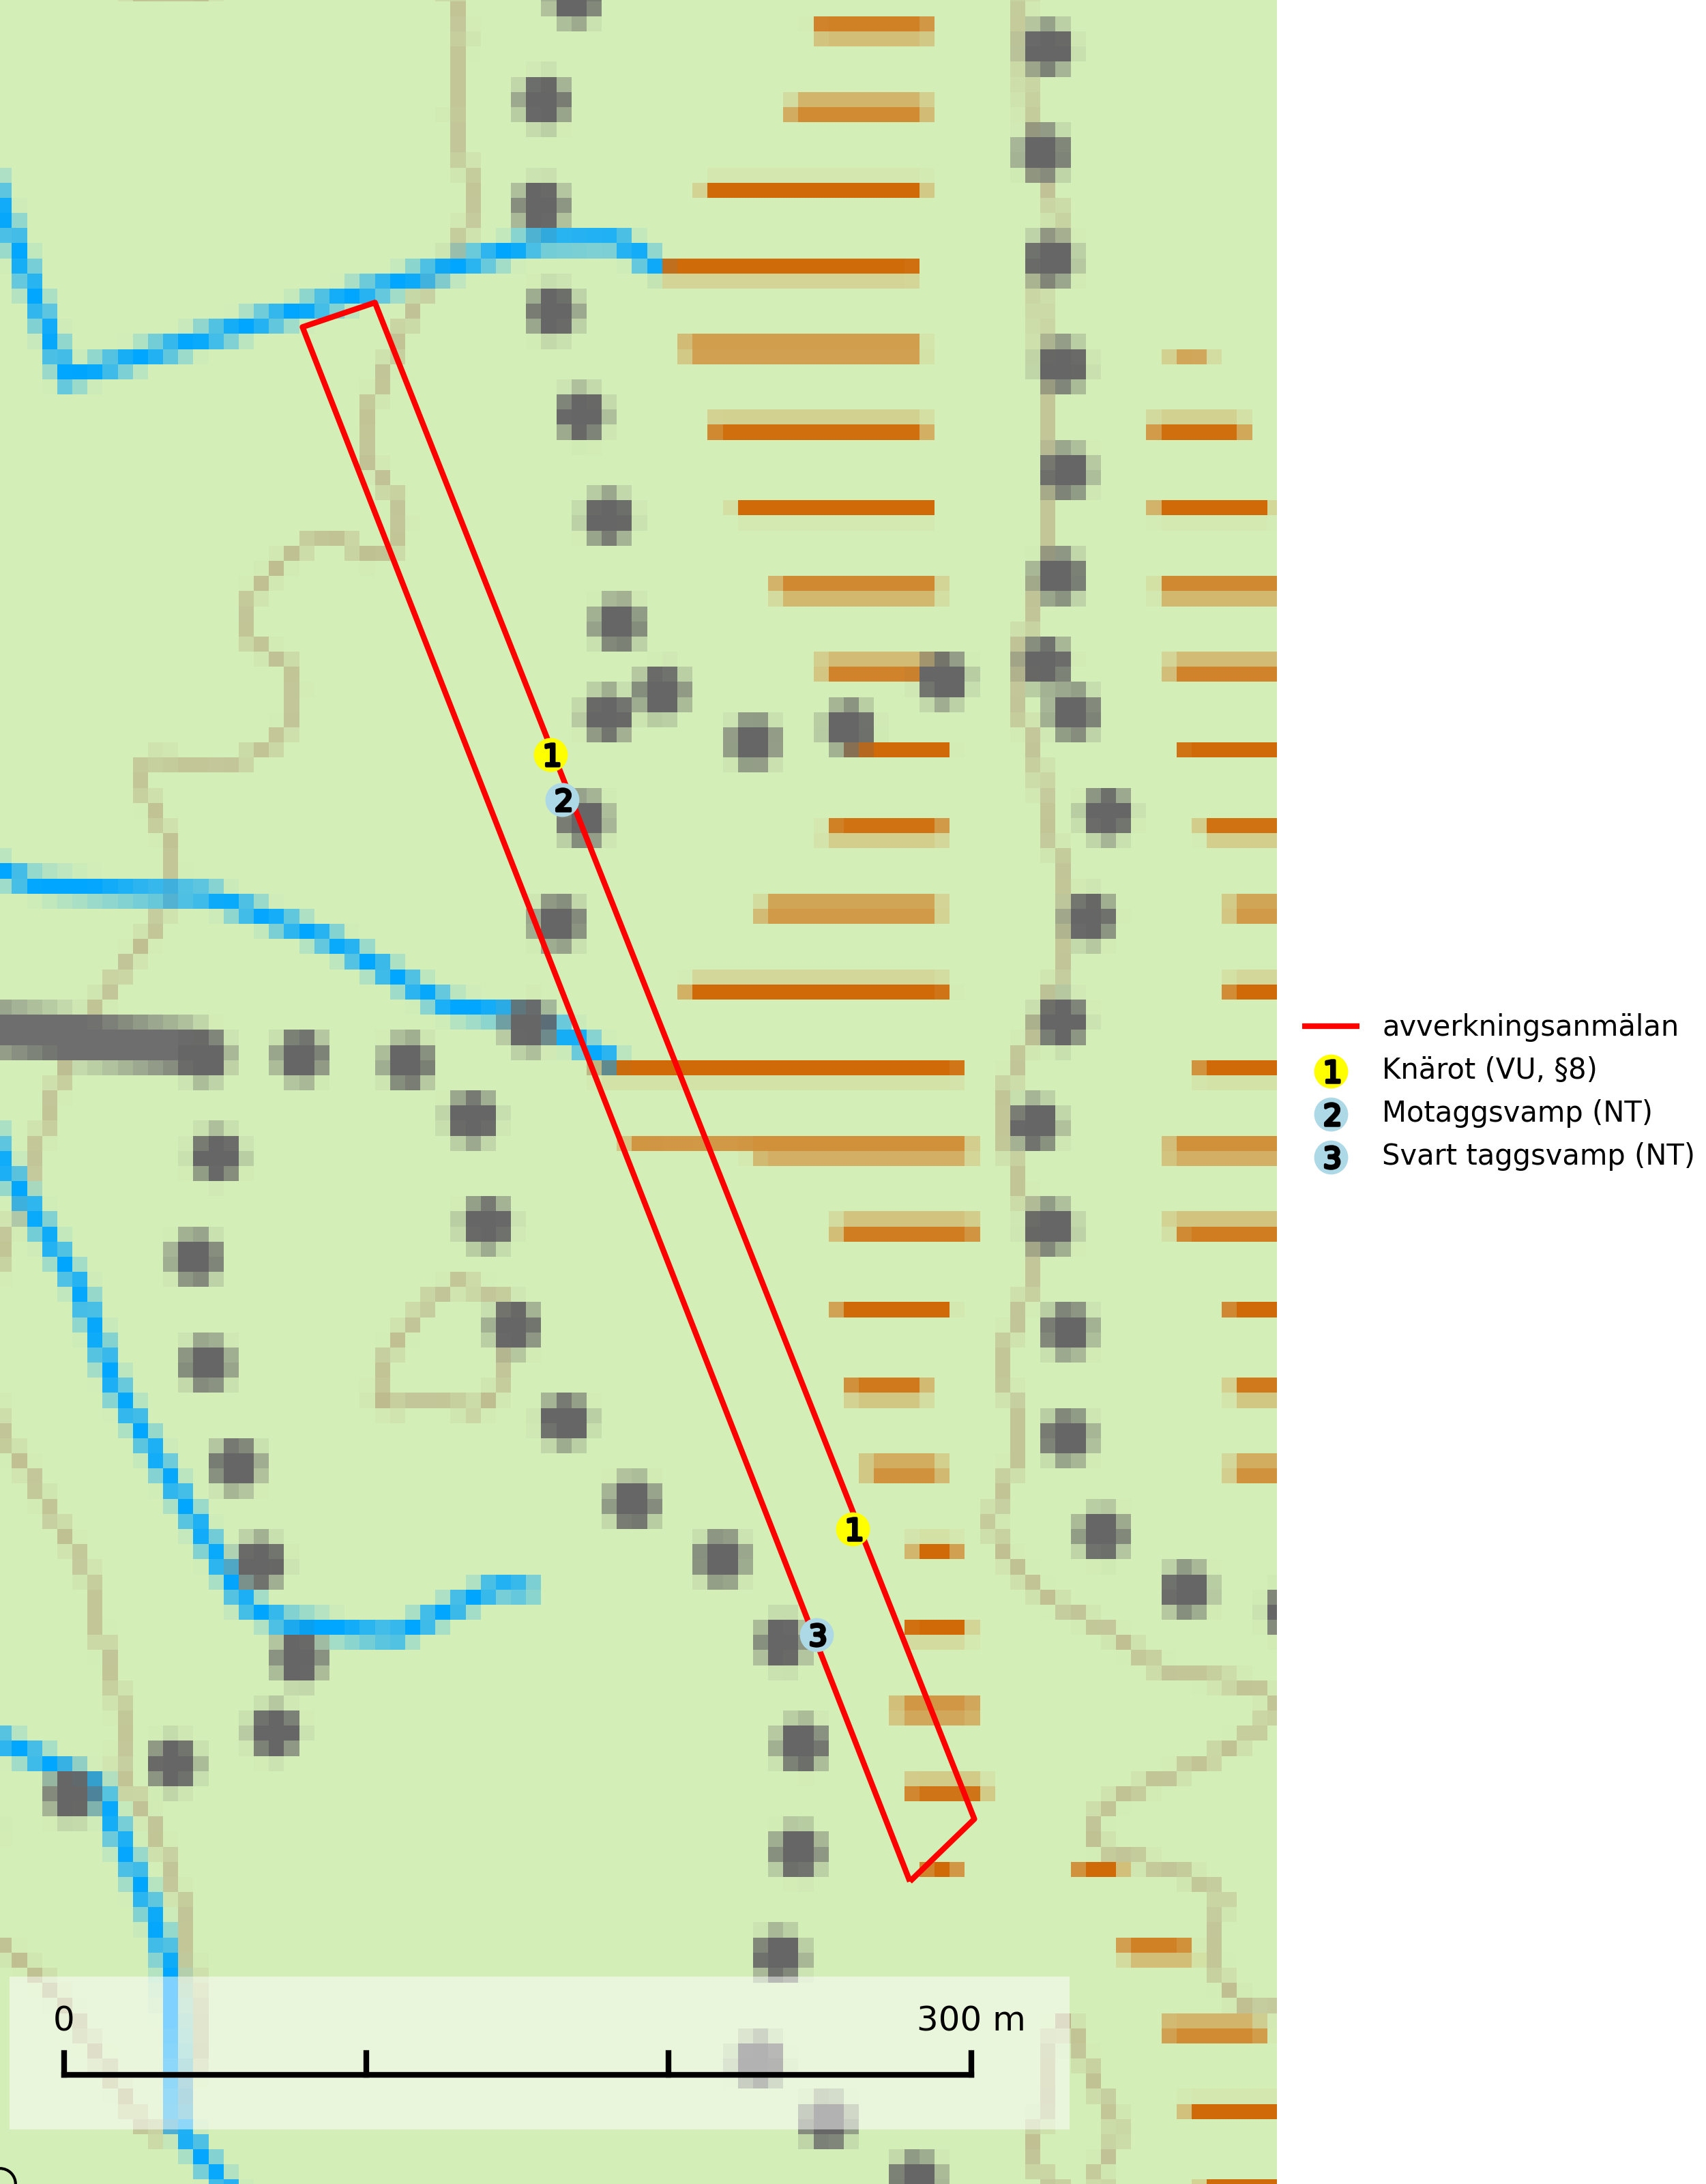 1
2
avverkningsanmälan
1 Knärot (VU, §8)
2 Motaggsvamp (NT)
3 Svart taggsvamp (NT)
1
3
0 300 m